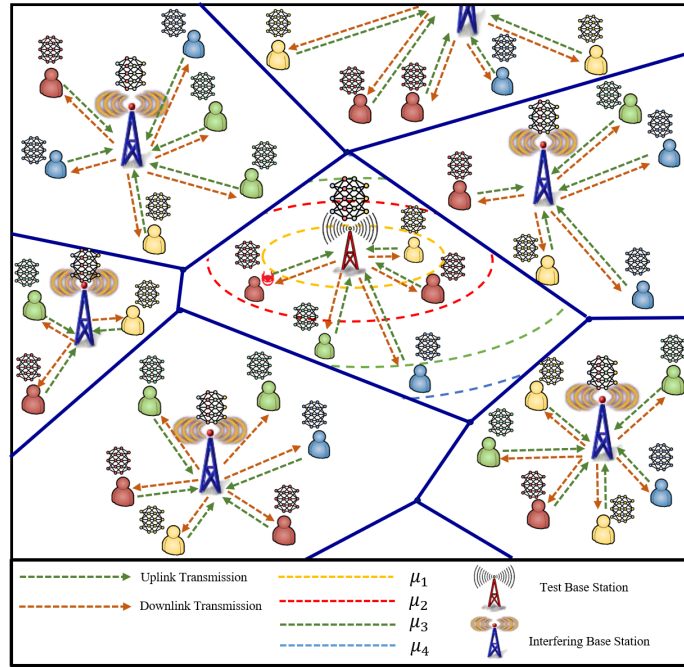 Uplink Transmission
Downlink Transmission
μ₁
μ₂
μ₃
μ₄
Test Base Station
Interfering Base Station